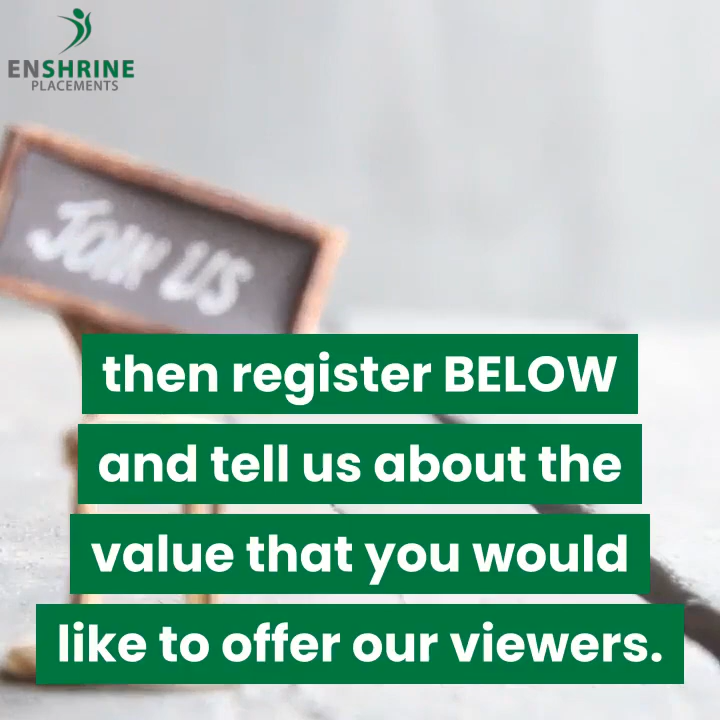 ENSHRINE
PLACEMENTS
JOIN US
then register BELOW
and tell us about the
value that you would
like to offer our viewers.